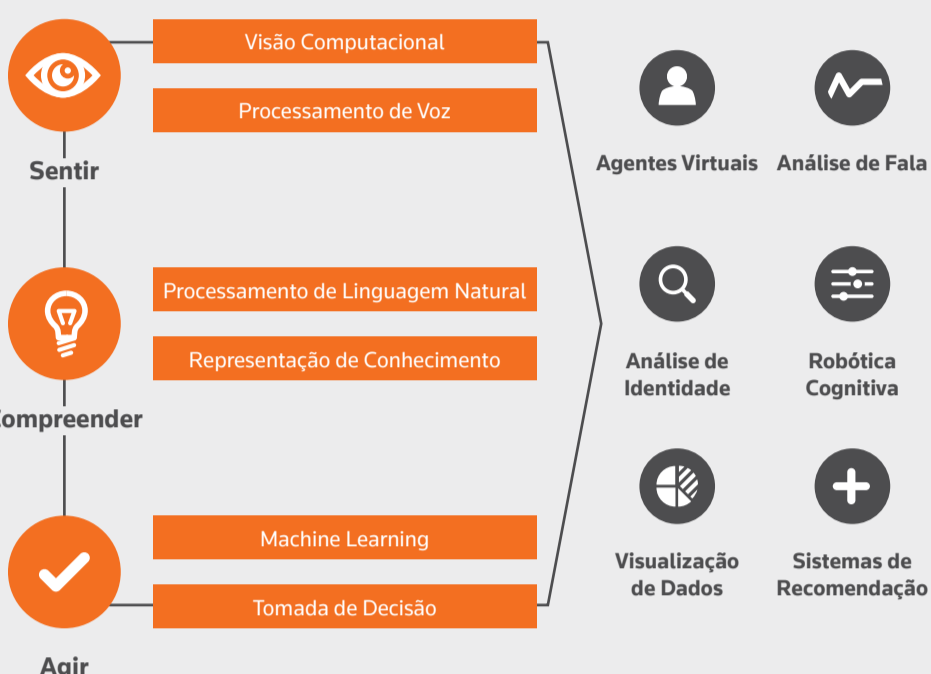 Visão Computacional
Processamento de Voz
Sentir
Processamento de Linguagem Natural
Representação de Conhecimento
Compreender
Machine Learning
Tomada de Decisão
Agir
Agentes Virtuais
Análise de Fala
Análise de
Identidade
Robótica
Cognitiva
Visualização
de Dados
Sistemas de
Recomendação